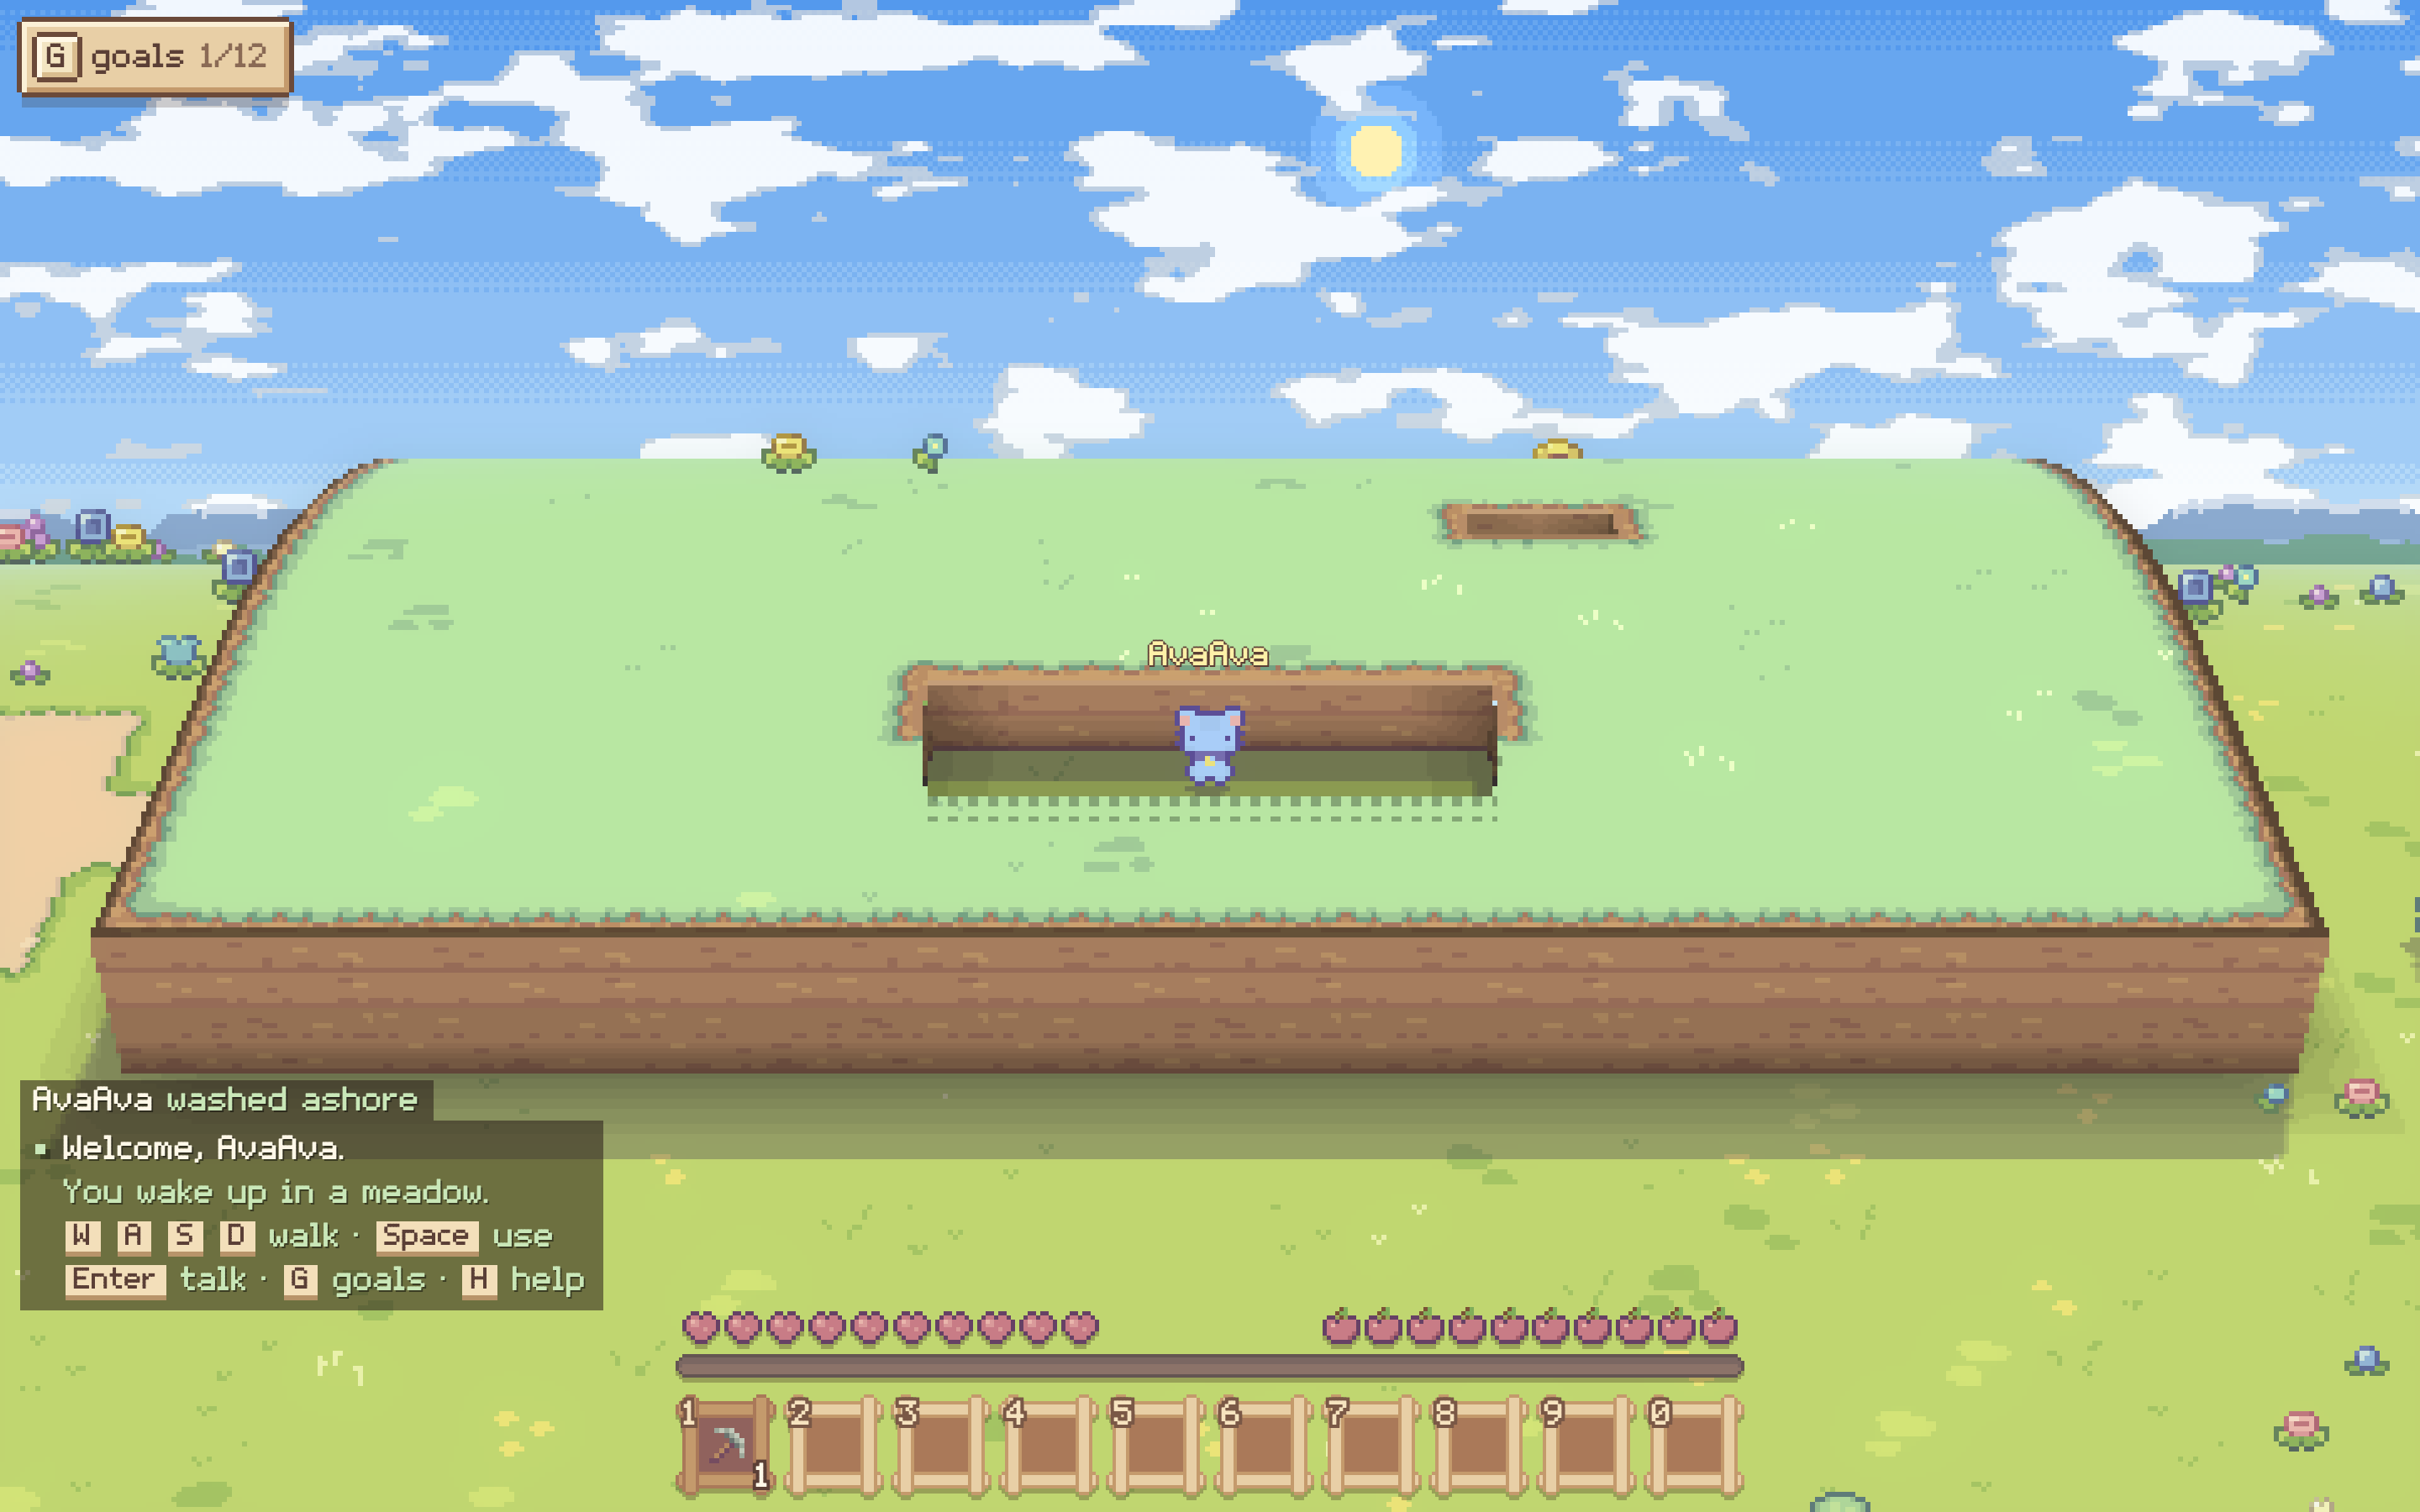 G goals 1/12
AvaAva
AvaAva washed ashore
Welcome, AvaAva.
You wake up in a meadow.
W A S D walk · Space use
Enter talk · G goals · H help
1 2 3 4 5 6 7 8 9 0
1